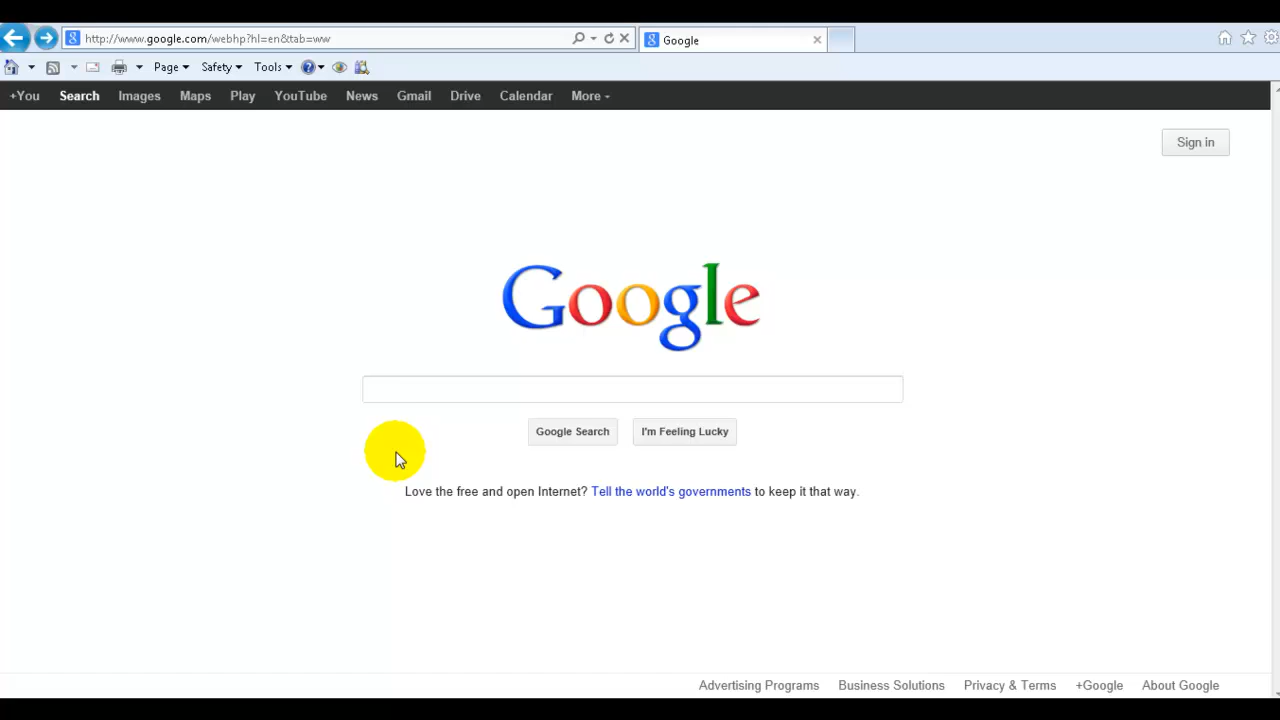 http://www.google.com/webhp?hl=en&tab=ww
Google
Page Safety Tools
+You Search Images Maps Play YouTube News Gmail Drive Calendar More
Sign in
Google
Google Search I'm Feeling Lucky
Love the free and open Internet? Tell the world's governments to keep it that way.
Advertising Programs Business Solutions Privacy & Terms +Google About Google